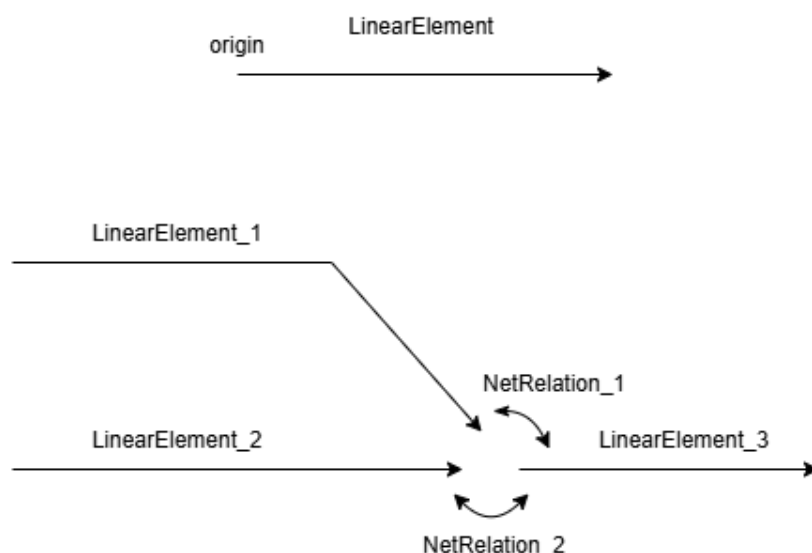 LinearElement
origin
LinearElement_1
NetRelation_1
LinearElement_2
LinearElement_3
NetRelation_2